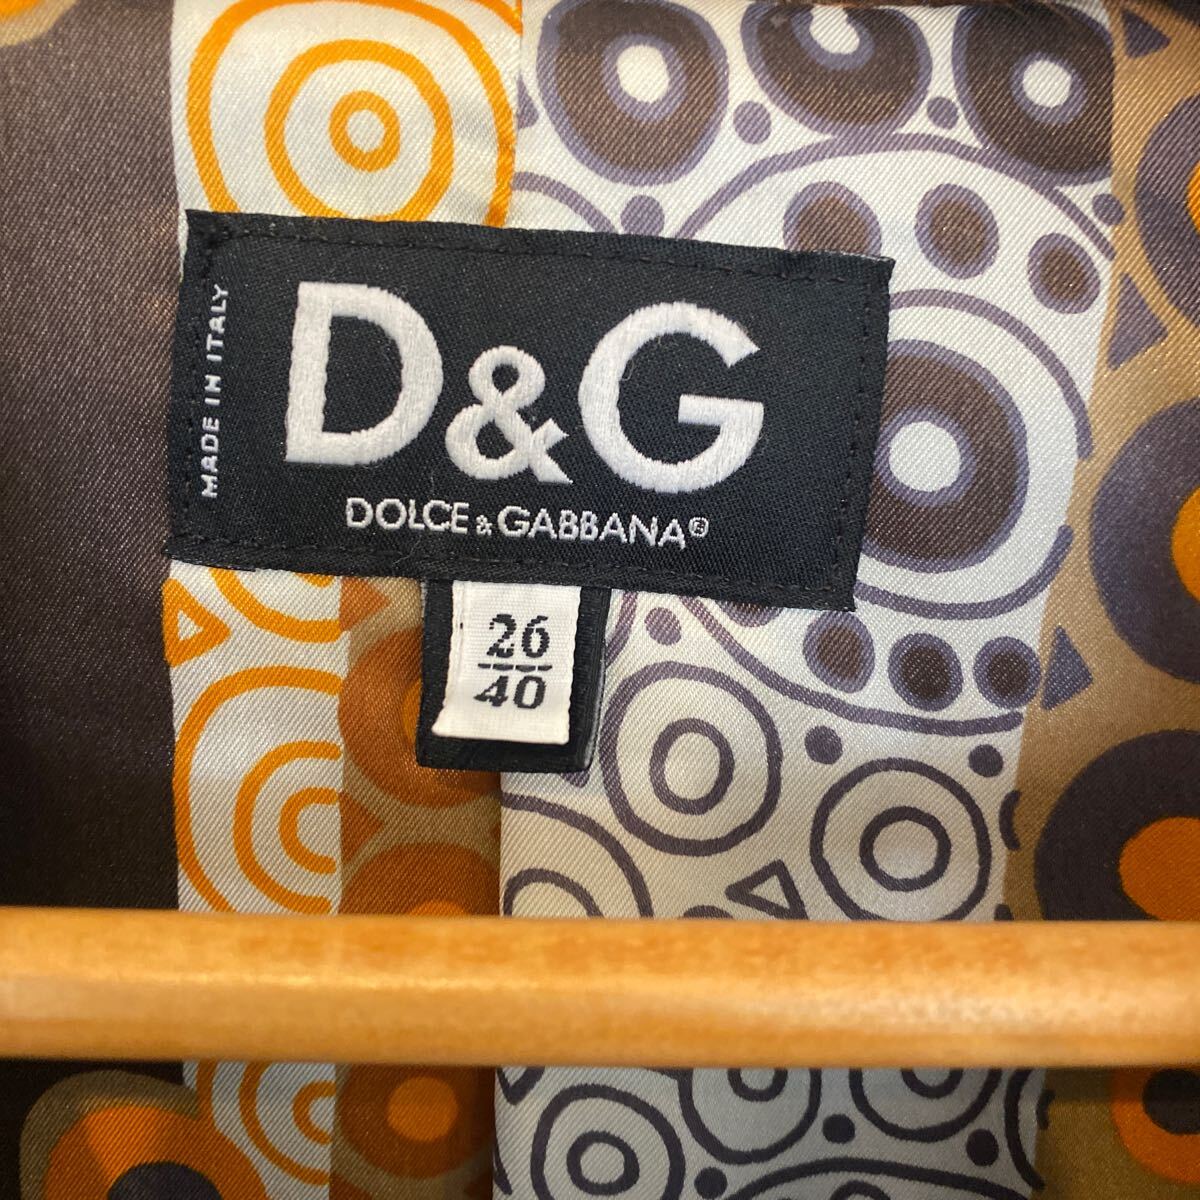 MADE IN ITALY
D&G
DOLCE & GABBANA®
26
40